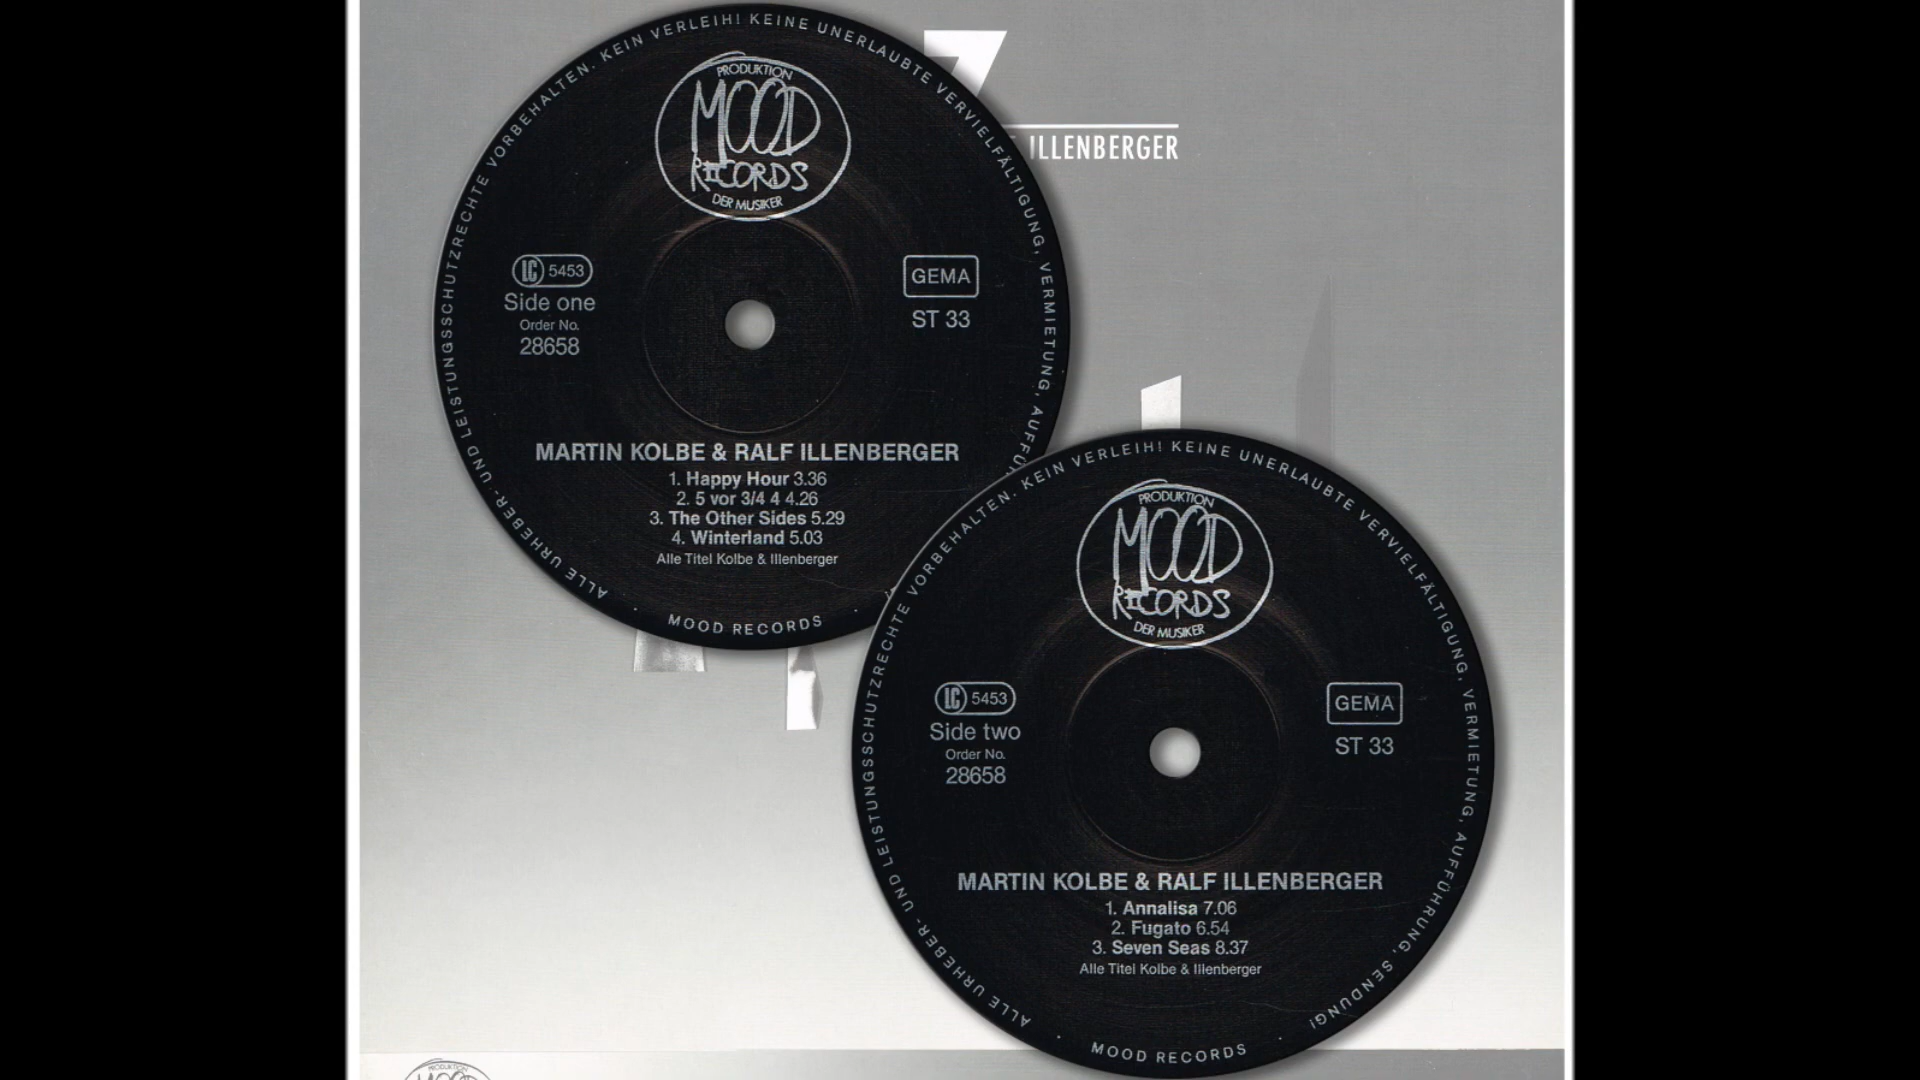 ILLENBERGER
ALLE URHEBER- UND LEISTUNGSSCHUTZRECHTE VORBEHALTEN. KEIN VERLEIH! KEINE UNERLAUBTE VERVIELFÄLTIGUNG, VERMIETUNG, AUFFÜ
PRODUKTION
MOOD
RECORDS
DER MUSIKER
LC 5453
Side one
Order No.
28658
GEMA
ST 33
MARTIN KOLBE & RALF ILLENBERGER
1. Happy Hour 3.36
2. 5 vor 3/4 4 4.26
3. The Other Sides 5.29
4. Winterland 5.03
Alle Titel Kolbe & Illenberger
MOOD RECORDS
ALLE URHEBER- UND LEISTUNGSSCHUTZRECHTE VORBEHALTEN. KEIN VERLEIH! KEINE UNERLAUBTE VERVIELFÄLTIGUNG, VERMIETUNG, AUFFÜHRUNG, SENDUNG!
PRODUKTION
MOOD
RECORDS
DER MUSIKER
LC 5453
Side two
Order No.
28658
GEMA
ST 33
MARTIN KOLBE & RALF ILLENBERGER
1. Annalisa 7.06
2. Fugato 6.54
3. Seven Seas 8.37
Alle Titel Kolbe & Illenberger
MOOD RECORDS
PRODUKTION
MOOD